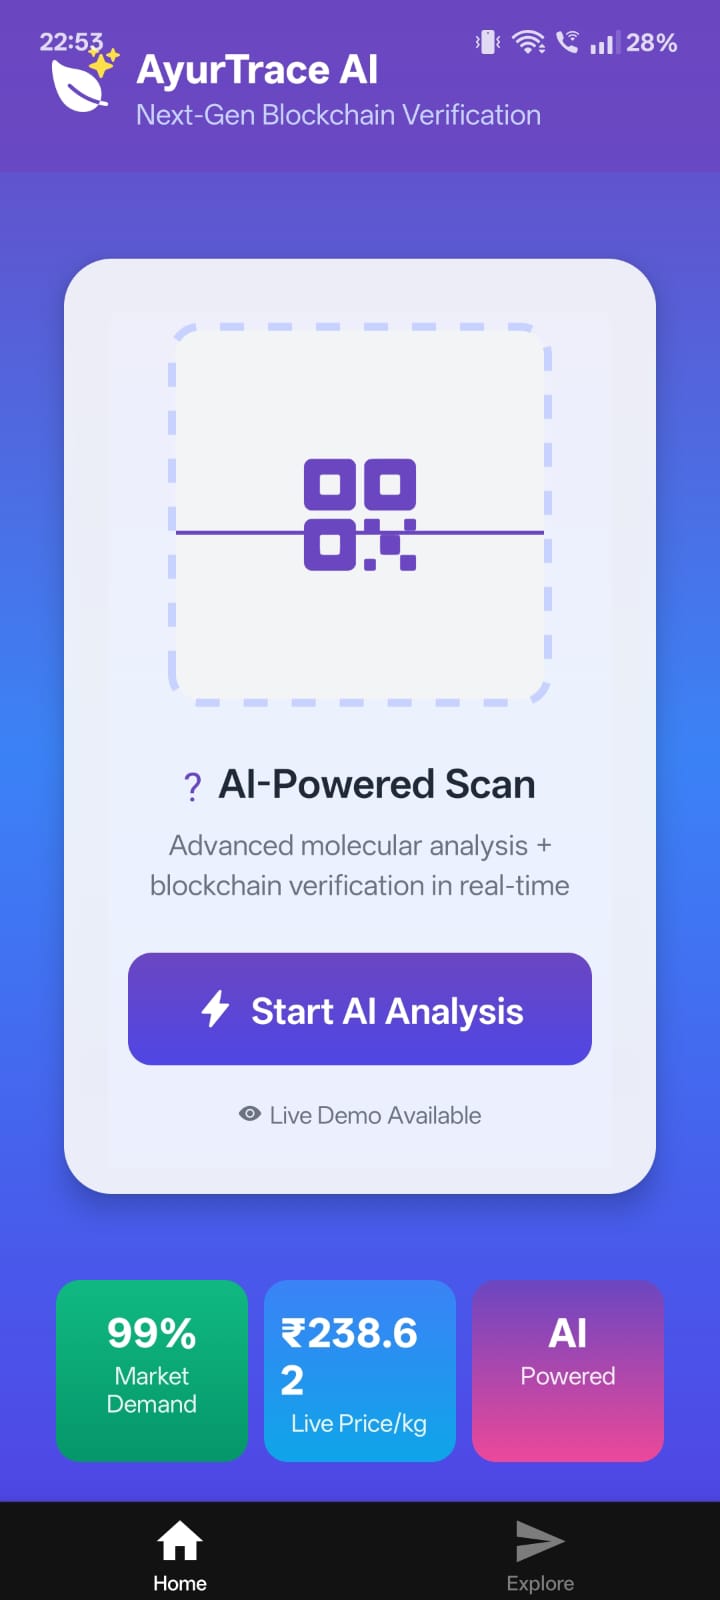 22:53
28%
AyurTrace AI
Next-Gen Blockchain Verification
? AI-Powered Scan
Advanced molecular analysis +
blockchain verification in real-time
Start AI Analysis
Live Demo Available
99%
Market
Demand
₹238.6
2
Live Price/kg
AI
Powered
Home
Explore